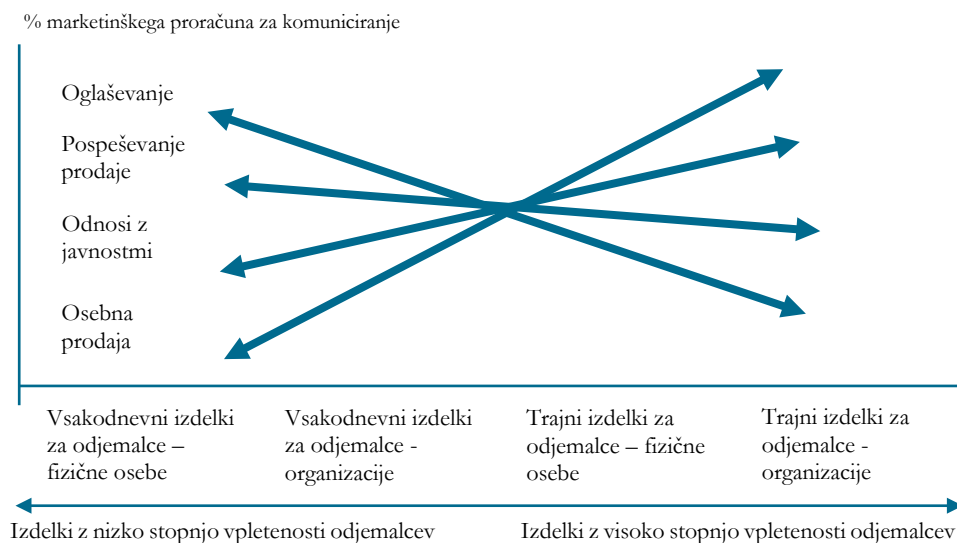 % marketinškega proračuna za komuniciranje
Oglaševanje
Pospeševanje
prodaje
Odnosi z
javnostmi
Osebna
prodaja
Vsakodnevni izdelki
za odjemalce –
fizične osebe
Vsakodnevni izdelki
za odjemalce -
organizacije
Trajni izdelki za
odjemalce – fizične
osebe
Trajni izdelki za
odjemalce -
organizacije
Izdelki z nizko stopnjo vpletenosti odjemalcev
Izdelki z visoko stopnjo vpletenosti odjemalcev